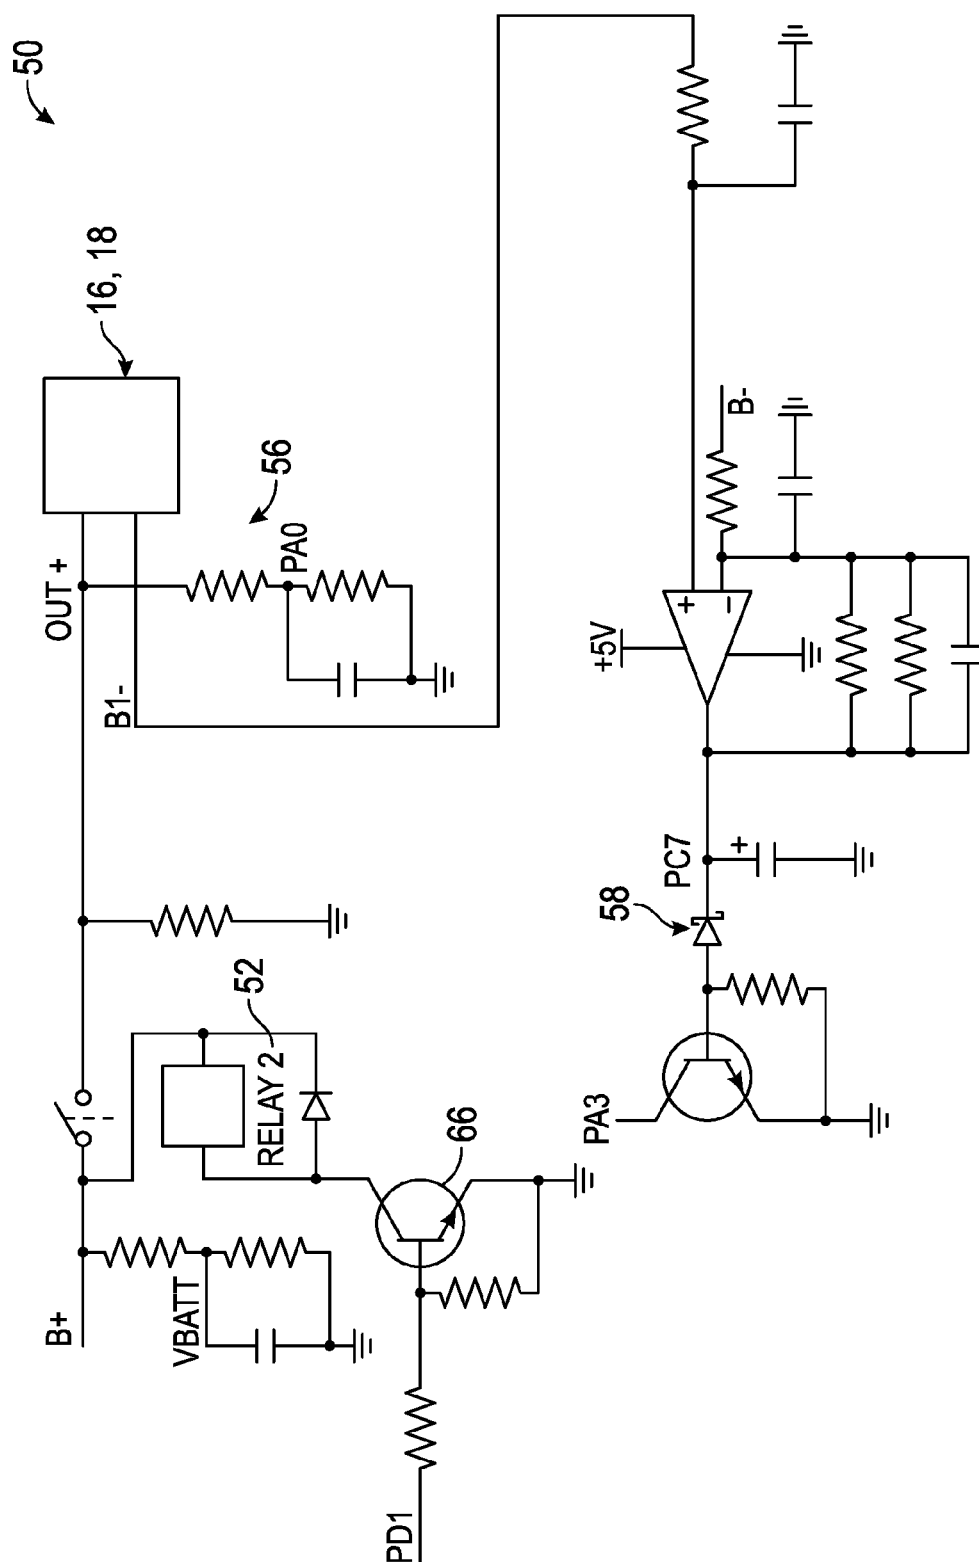 50
16, 18
OUT +
B1-
56
PA0
B+
VBATT
RELAY 2
52
66
PD1
+5V
+
−
B-
PC7
+
58
PA3